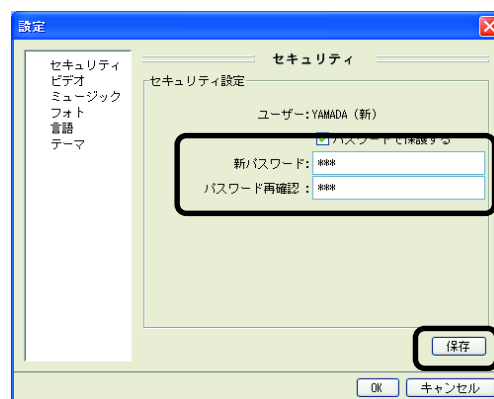 設定
セキュリティ
ビデオ
ミュージック
フォト
言語
テーマ
セキュリティ
セキュリティ設定
ユーザー:YAMADA (新)
パスワードで保護する
新パスワード: ***
パスワード再確認 : ***
保存
OK キャンセル